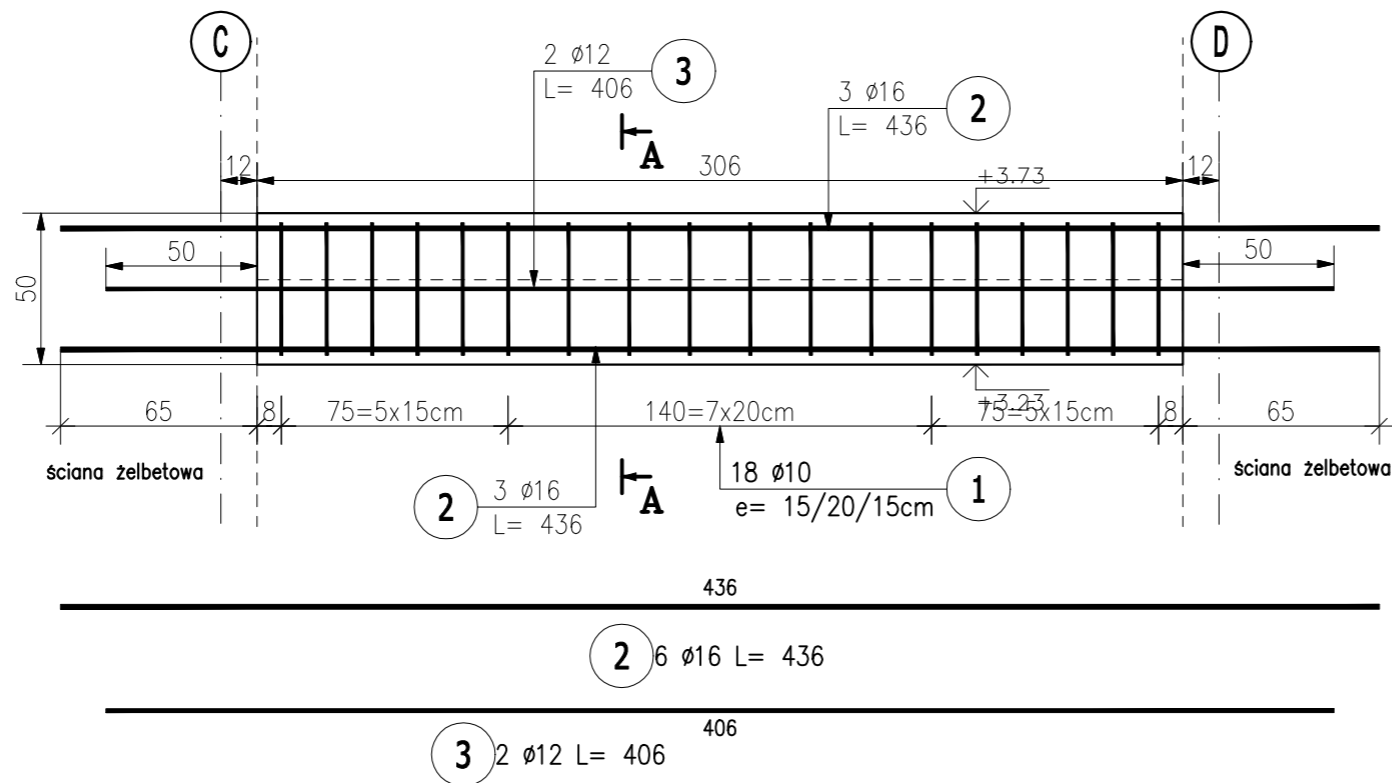 C
D
2 ø12
L= 406
3
3 ø16
L= 436
2
A
12
306
12
+3.73
50
50
50
+3.23
65
8
75=5x15cm
140=7x20cm
75=5x15cm
8
65
ściana żelbetowa
ściana żelbetowa
2
3 ø16
L= 436
A
18 ø10
e= 15/20/15cm
1
436
2 6 ø16 L= 436
406
3 2 ø12 L= 406